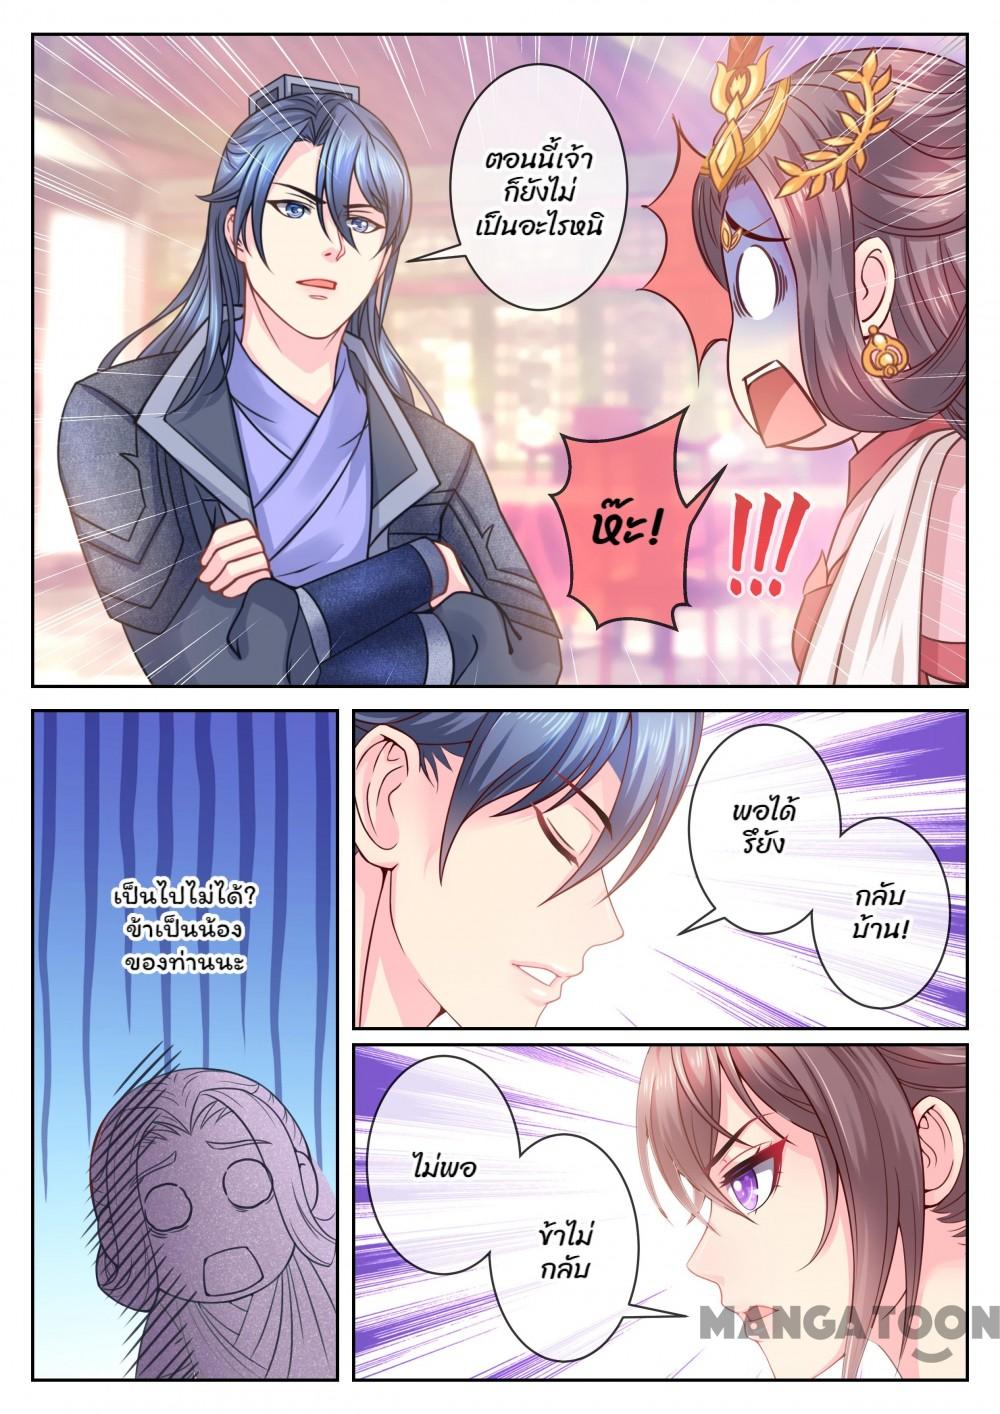 ตอนนี้เจ้า
ก็ยังไม่
เป็นอะไรหนิ
ห๊ะ!
!!!
เป็นไปไม่ได้?
ข้าเป็นน้อง
ของท่านนะ
พอได้
รึยัง
กลับ
บ้าน!
ไม่พอ
ข้าไม่
กลับ
MANGATOON